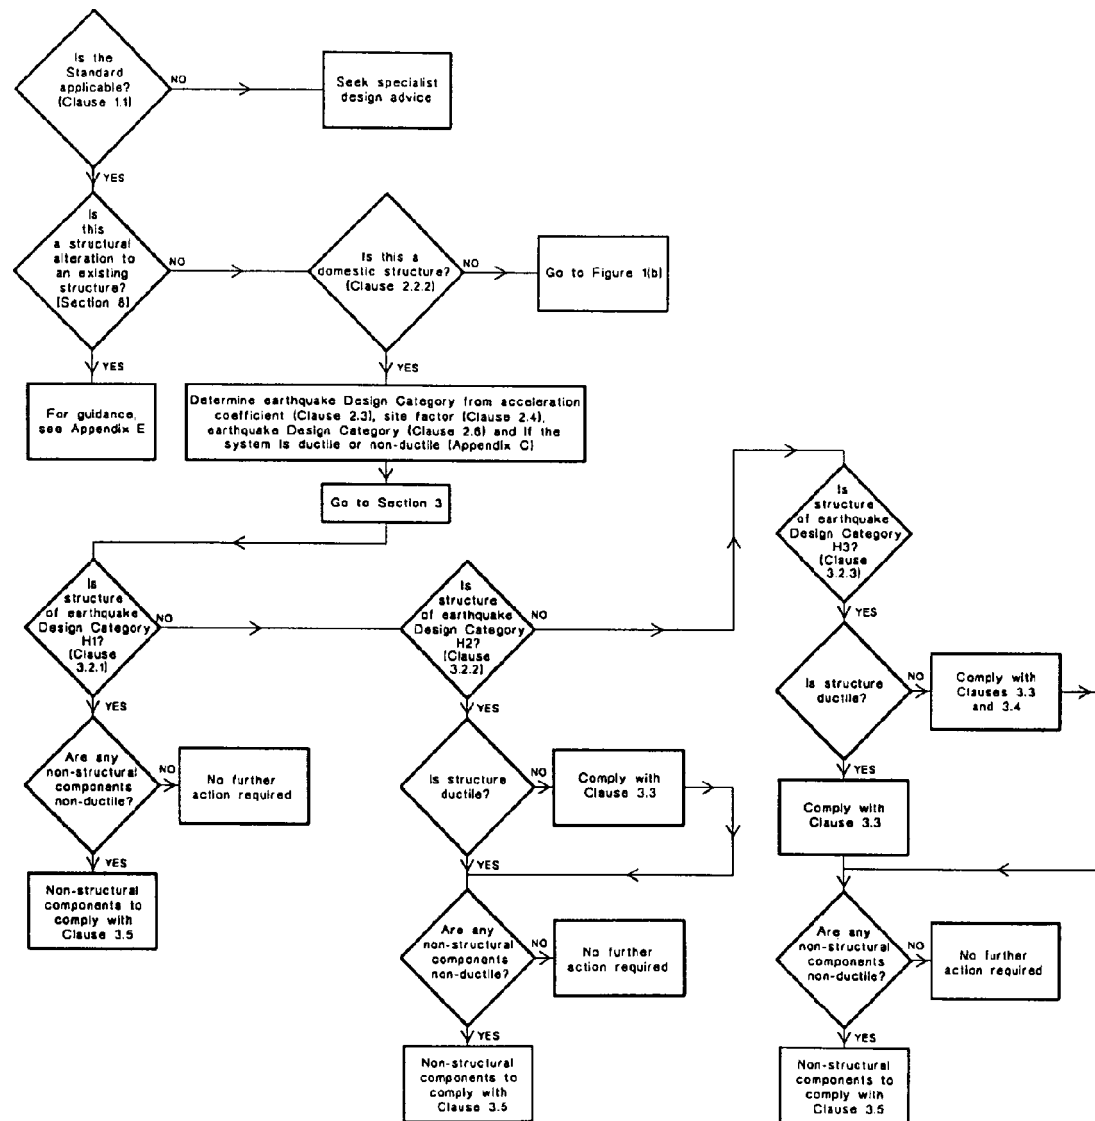 Is the
Standard
applicable?
(Clause 1.1)
NO
Seek specialist
design advice
YES
Is
this
a structural
alteration to
an existing
structure?
(Section 8)
NO
Is this a
domestic structure?
(Clause 2.2.2)
NO
Go to Figure 1(b)
YES
YES
For guidance,
see Appendix E
Determine earthquake Design Category from acceleration
coefficient (Clause 2.3), site factor (Clause 2.4),
earthquake Design Category (Clause 2.6) and if the
system is ductile or non-ductile (Appendix C)
Go to Section 3
Is
structure
of earthquake
Design Category
H1?
(Clause
3.2.1)
NO
Is
structure
of earthquake
Design Category
H2?
(Clause
3.2.2)
NO
Is
structure
of earthquake
Design Category
H3?
(Clause
3.2.3)
YES
YES
YES
Are any
non-structural
components
non-ductile?
NO
No further
action required
YES
Non-structural
components to
comply with
Clause 3.5
Is structure
ductile?
NO
Comply with
Clause 3.3
YES
Are any
non-structural
components
non-ductile?
NO
No further
action required
YES
Non-structural
components to
comply with
Clause 3.5
Is structure
ductile?
NO
Comply with
Clauses 3.3
and 3.4
YES
Comply with
Clause 3.3
Are any
non-structural
components
non-ductile?
NO
No further
action required
YES
Non-structural
components to
comply with
Clause 3.5